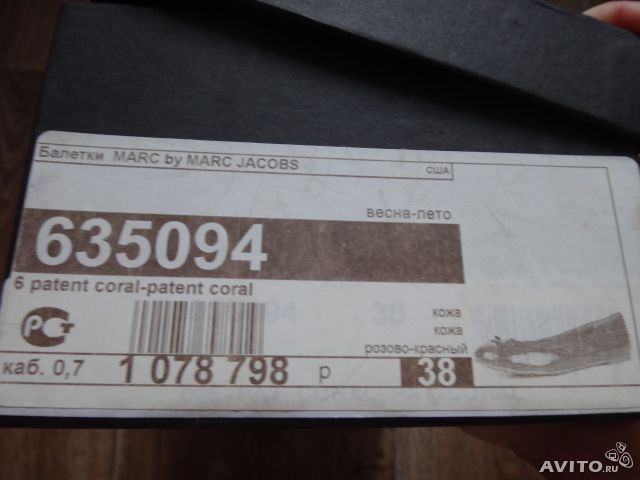 Балетки MARC by MARC JACOBS
США
весна-лето
635094
6 patent coral-patent coral
кожа
кожа
розово-красный
РСТ
каб. 0,7
1 078 798 р
38
AVITO.ru